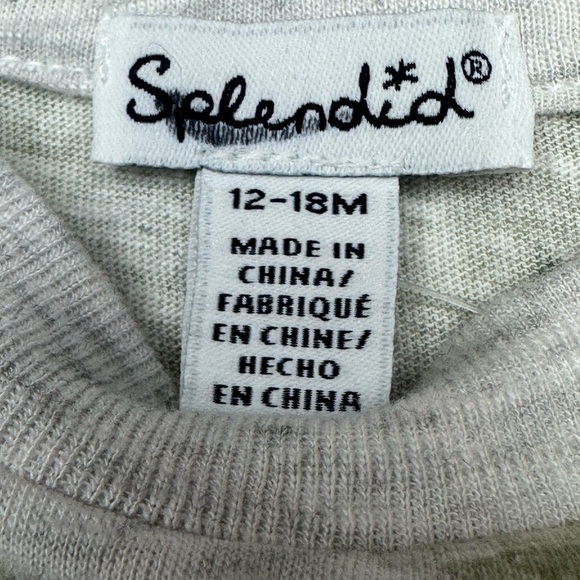 Splendid®
12-18M
MADE IN
CHINA/
FABRIQUÉ
EN CHINE/
HECHO
EN CHINA